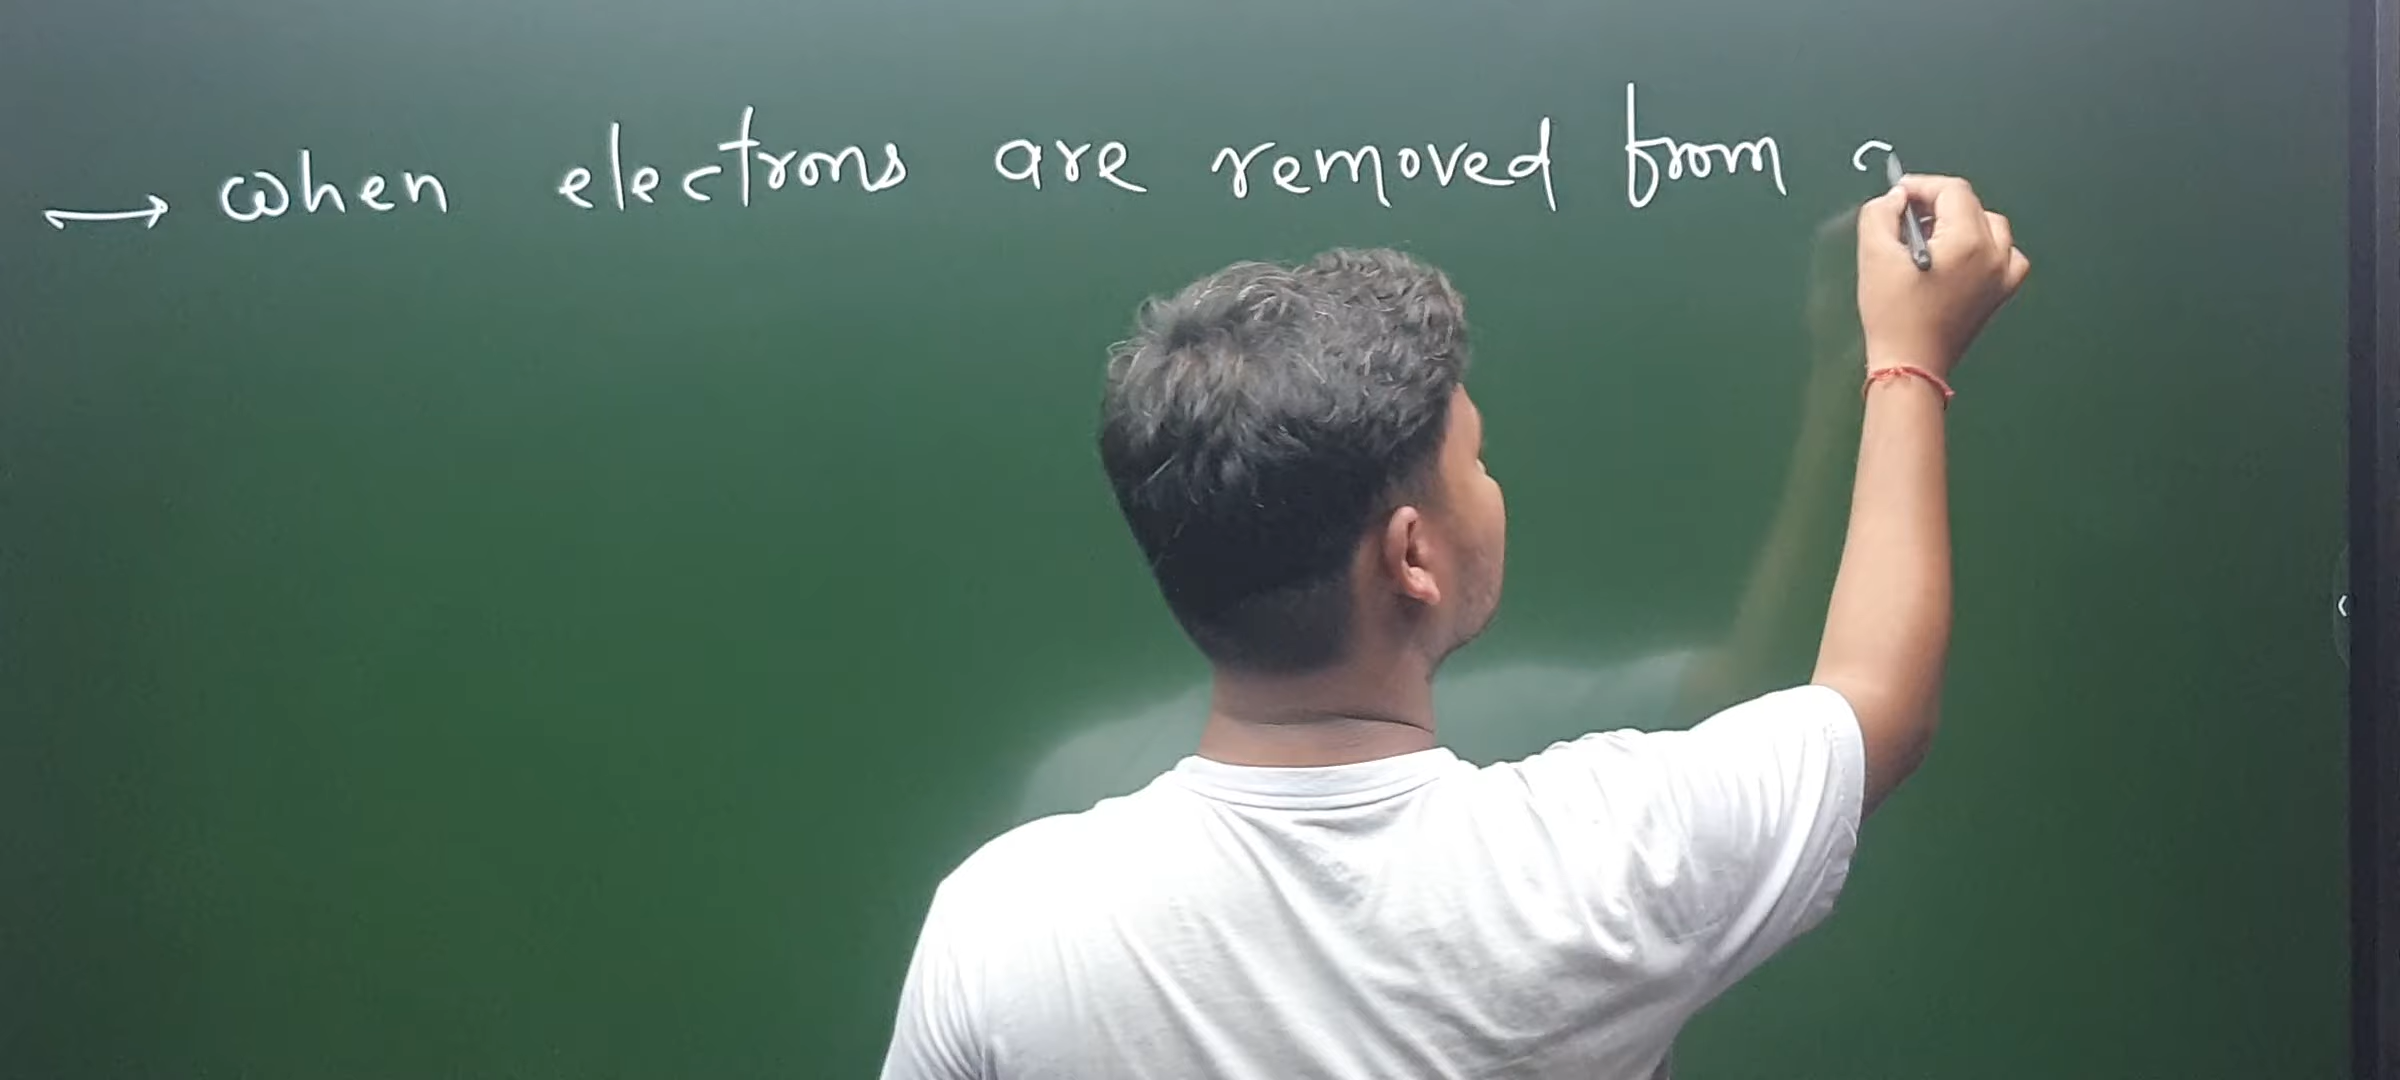 ⟷ when electrons are removed from